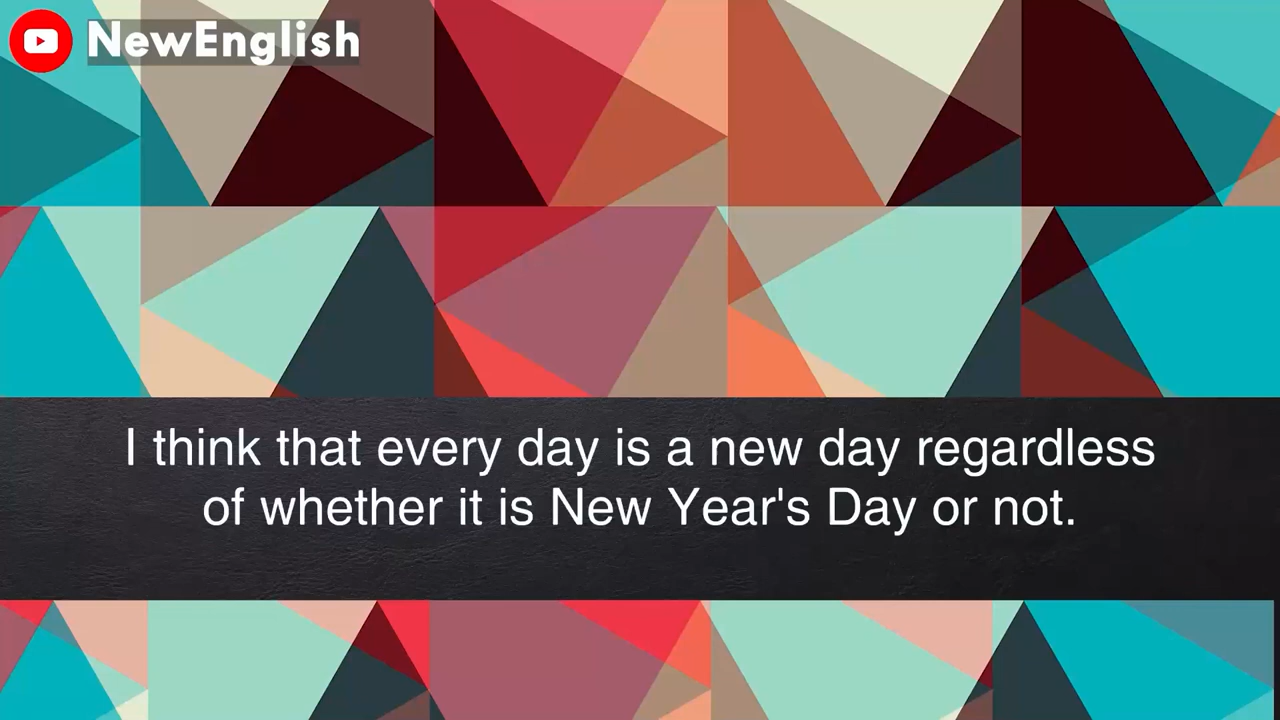 NewEnglish
I think that every day is a new day regardless
of whether it is New Year's Day or not.